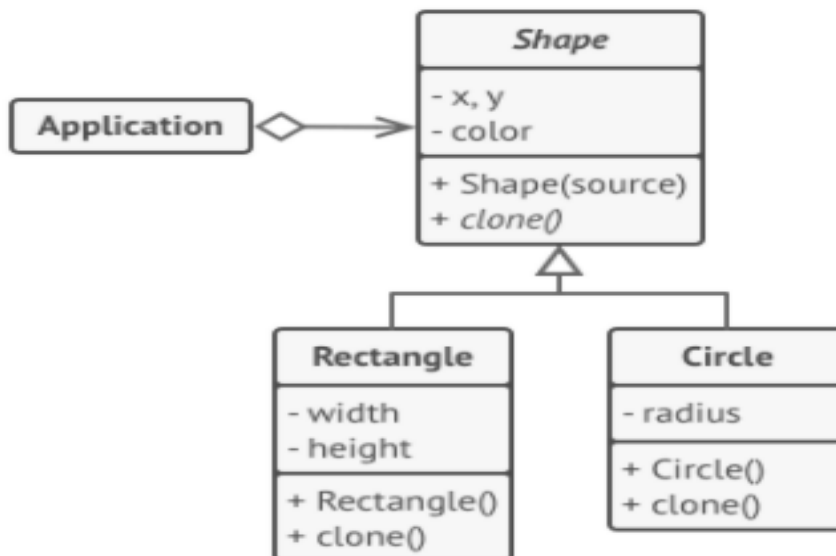 Shape
- x, y
- color
+ Shape(source)
+ clone()
Application
Rectangle
- width
- height
+ Rectangle()
+ clone()
Circle
- radius
+ Circle()
+ clone()